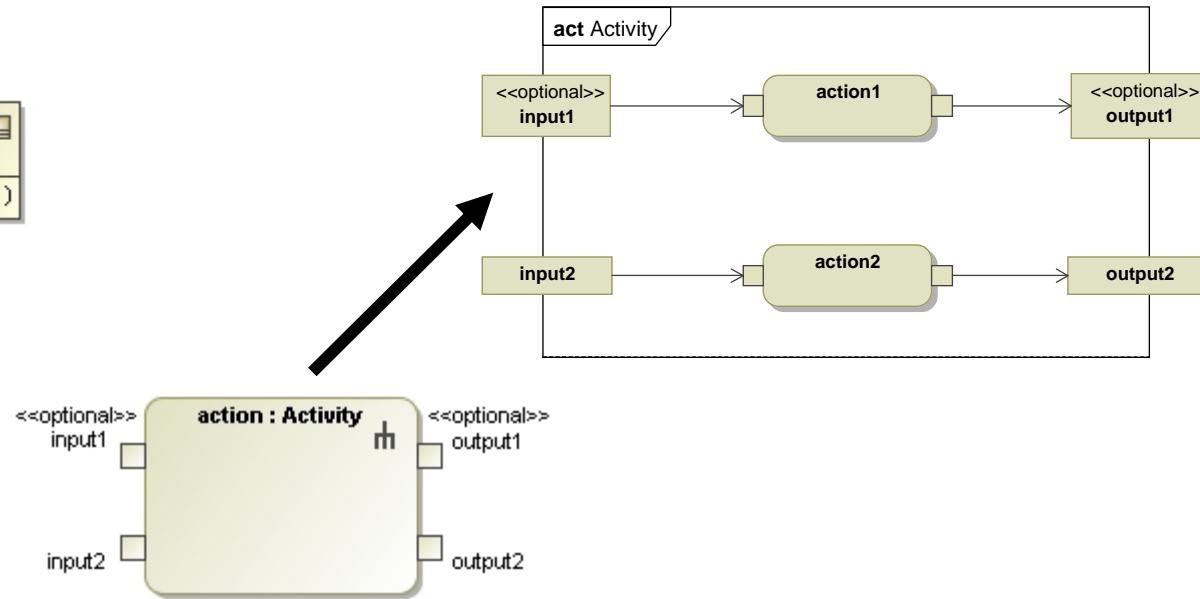 act Activity
<<optional>>
input1
action1
<<optional>>
output1
)
input2
action2
output2
<<optional>>
input1
action : Activity
<<optional>>
output1
input2
output2